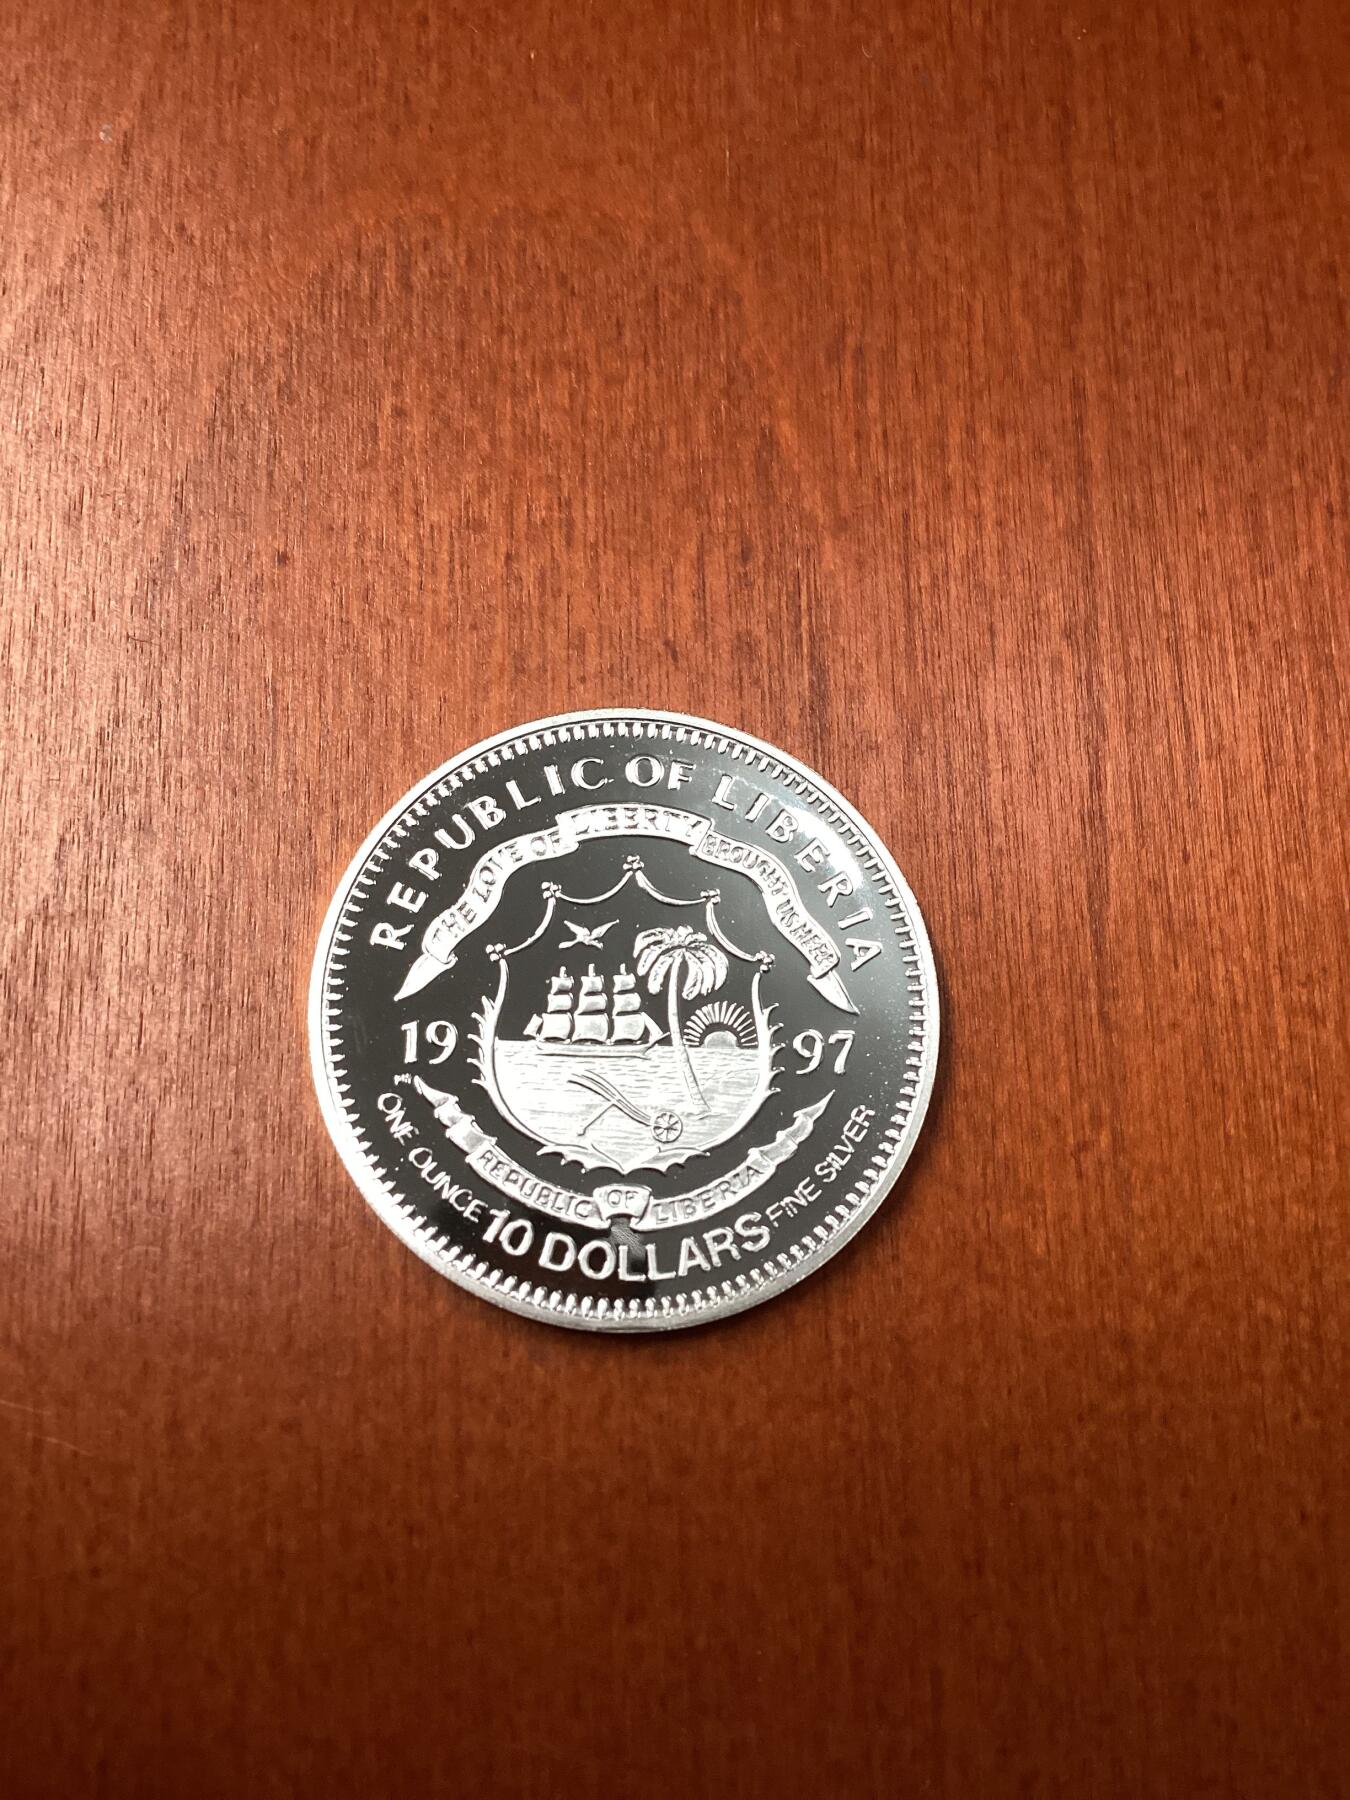 REPUBLIC OF LIBERIA
THE LOVE OF LIBERTY BROUGHT US HERE
19 97
REPUBLIC OF LIBERIA
ONE OUNCE 10 DOLLARS FINE SILVER